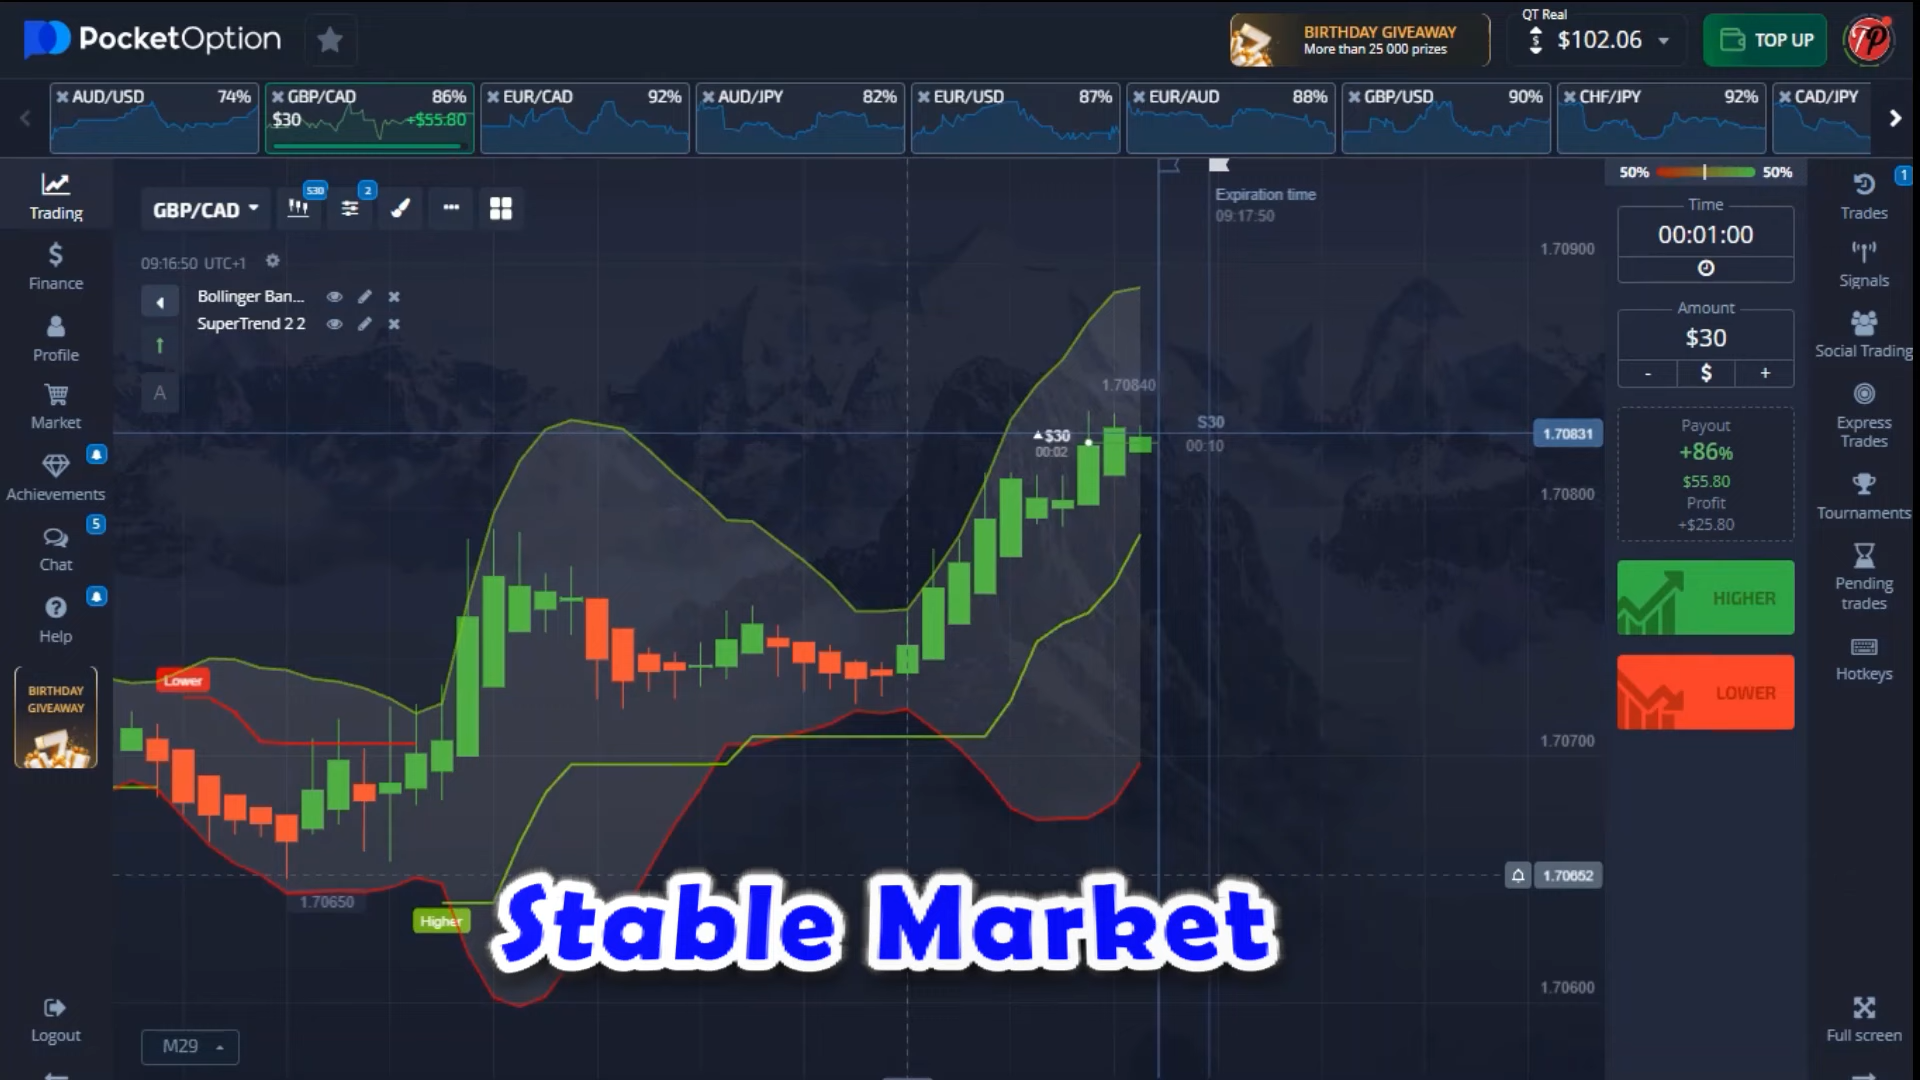 PocketOption
BIRTHDAY GIVEAWAY
More than 25 000 prizes
QT Real
$102.06
TOP UP
AUD/USD 74%
GBP/CAD 86%
$30 +$55.80
EUR/CAD 92%
AUD/JPY 82%
EUR/USD 87%
EUR/AUD 88%
GBP/USD 90%
CHF/JPY 92%
CAD/JPY
Trading
Finance
Profile
Market
Achievements
5
Chat
Help
BIRTHDAY
GIVEAWAY
Logout
GBP/CAD
S30
2
09:16:50 UTC+1
Bollinger Ban...
SuperTrend 2 2
A
Expiration time
09:17:50
1.70900
1.70840
$30
00:02
S30
00:10
1.70831
1.70800
Lower
1.70700
1.70652
1.70650
Higher
Stable Market
1.70600
M29
50% 50%
Time
00:01:00
Amount
$30
- $ +
Payout
+86%
$55.80
Profit
+$25.80
HIGHER
LOWER
1
Trades
Signals
Social Trading
Express
Trades
Tournaments
Pending
trades
Hotkeys
Full screen